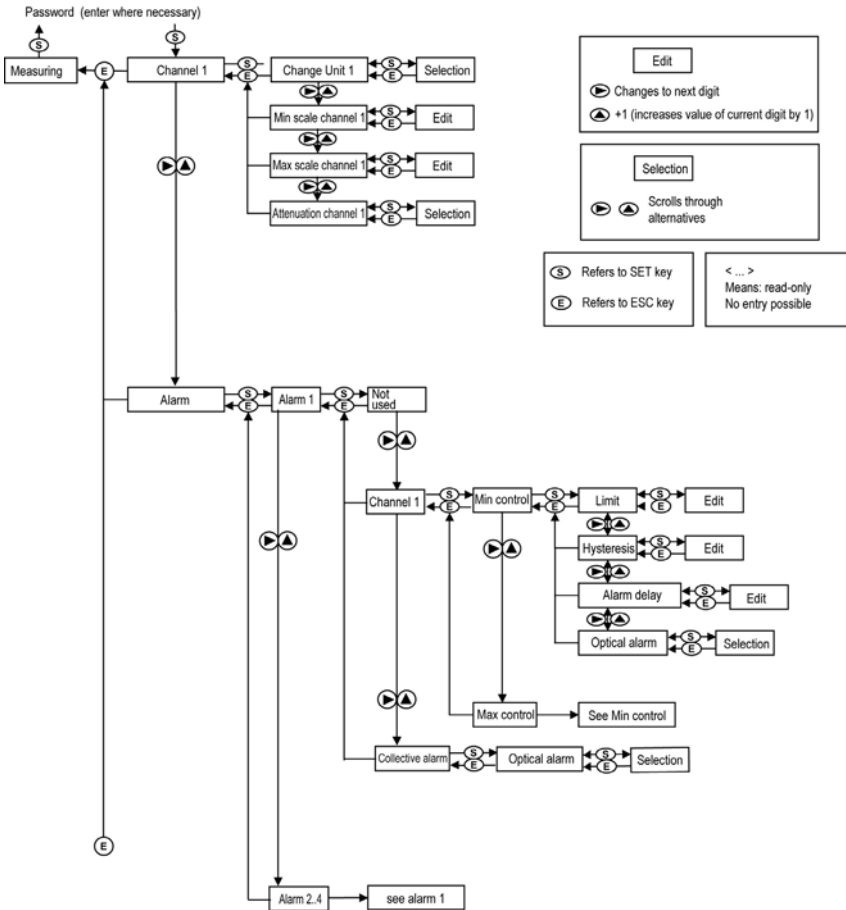 Password (enter where necessary)
S
S
Measuring
E
Channel 1
S
E
Change Unit 1
S
E
Selection
Min scale channel 1
S
E
Edit
Max scale channel 1
S
E
Edit
Attenuation channel 1
S
E
Selection
Edit
Changes to next digit
+1 (increases value of current digit by 1)
Selection
Scrolls through
alternatives
S Refers to SET key
E Refers to ESC key
< ... >
Means: read-only
No entry possible
Alarm
S
E
Alarm 1
S
E
Not
used
Channel 1
S
E
Min control
S
E
Limit
S
E
Edit
Hysteresis
S
E
Edit
Alarm delay
S
E
Edit
Optical alarm
S
E
Selection
Max control
See Min control
Collective alarm
S
E
Optical alarm
S
E
Selection
E
Alarm 2..4
see alarm 1